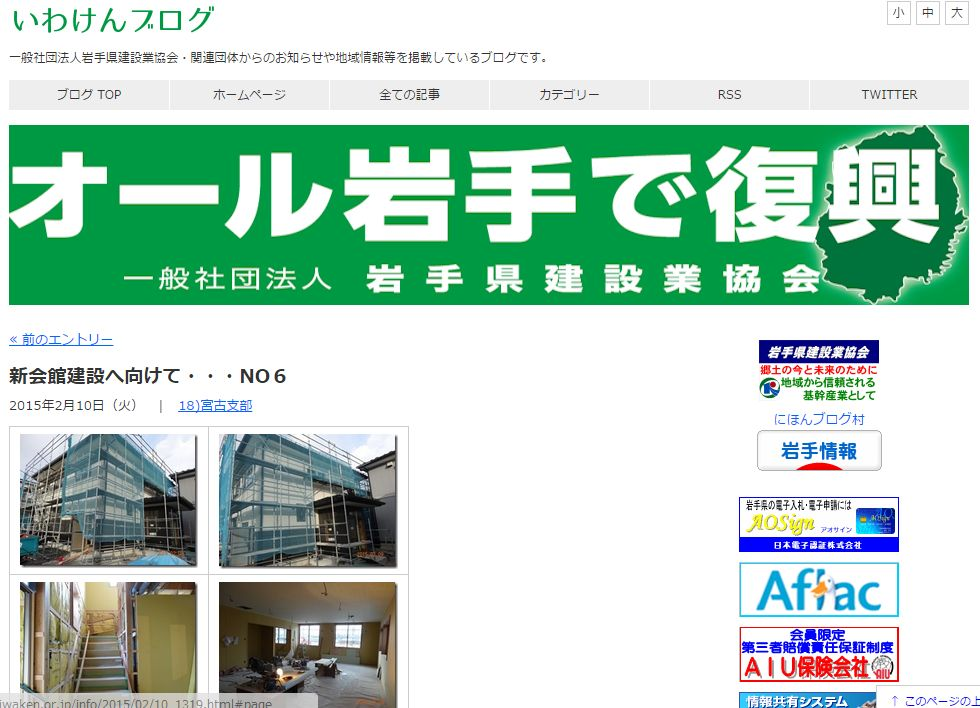 いわけんブログ
小 中 大
一般社団法人岩手県建設業協会・関連団体からのお知らせや地域情報等を掲載しているブログです。
ブログ TOP ホームページ 全ての記事 カテゴリー RSS TWITTER
オール岩手で復興
一般社団法人 岩手県建設業協会
« 前のエントリー
新会館建設へ向けて・・・NO６
2015年2月10日（火） | 18)宮古支部
岩手県建設業協会
郷土の今と未来のために
地域から信頼される
基幹産業として
にほんブログ村
岩手情報
岩手県の電子入札・電子申請には
AOSign アオサイン
日本電子認証株式会社
Aflac
会員限定
第三者賠償責任保証制度
AIU保険会社
AIU
情報共有システム
↑ このページの上
iwaken.or.jp/info/2015/02/10_1319.html#page